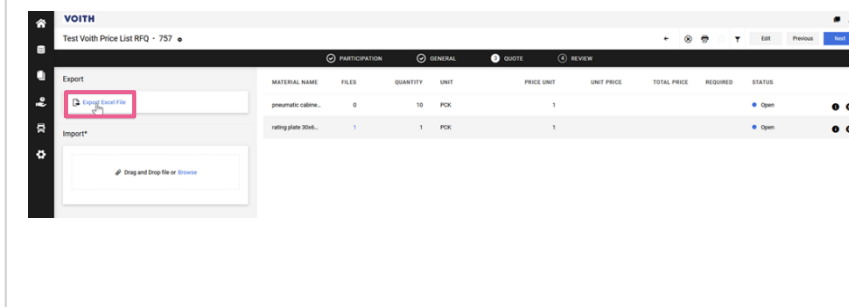 VOITH
Test Voith Price List RFQ - 757
Edit Previous Next
PARTICIPATION GENERAL 3 QUOTE 4 REVIEW
Export
Export Excel File
Import*
Drag and Drop file or Browse
MATERIAL NAME FILES QUANTITY UNIT PRICE UNIT UNIT PRICE TOTAL PRICE REQUIRED STATUS
pneumatic cabine... 0 10 PCK 1 Open
rating plate 30x6... 1 1 PCK 1 Open